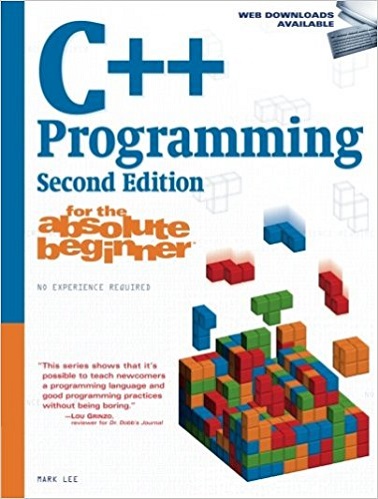 WEB DOWNLOADS
AVAILABLE
C++
Programming
Second Edition
for the
absolute
beginner™
NO EXPERIENCE REQUIRED
"This series shows that it's
possible to teach newcomers
a programming language and
good programming practices
without being boring."
—LOU GRINZO,
reviewer for Dr. Dobb's Journal
MARK LEE